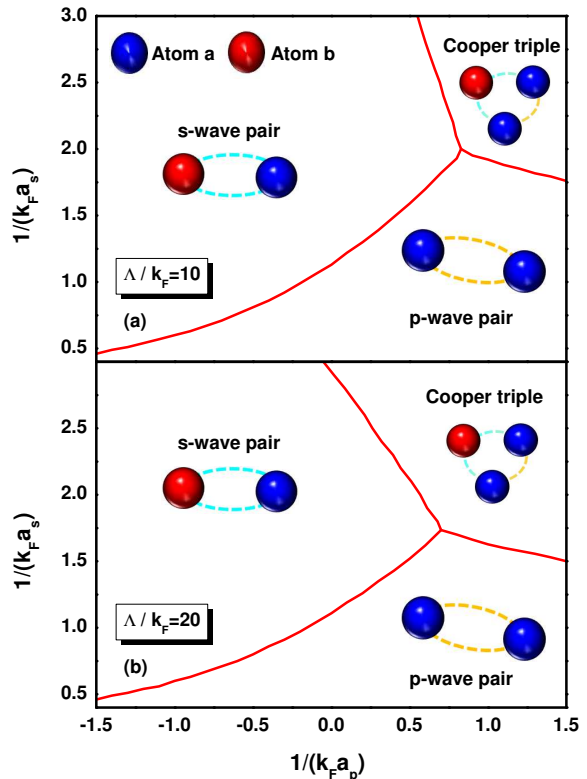 3.0
Atom a
Atom b
Cooper triple
2.5
s-wave pair
2.0
1/(k_F a_s)
1.5
1.0
Λ / k_F=10
p-wave pair
(a)
0.5
Cooper triple
s-wave pair
2.5
2.0
1/(k_F a_s)
1.5
1.0
Λ / k_F=20
(b)
p-wave pair
0.5
-1.5 -1.0 -0.5 0.0 0.5 1.0 1.5
1/(k_F a_p)